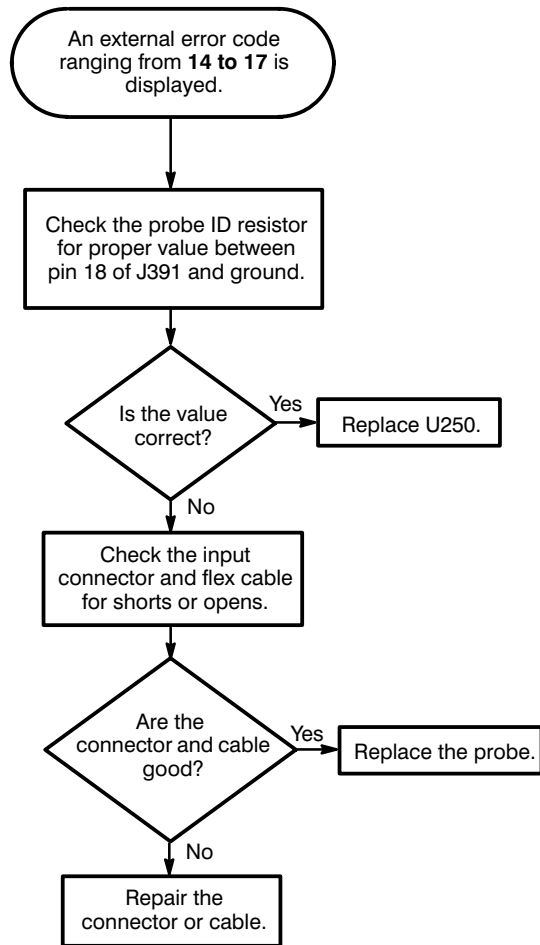 An external error code
ranging from 14 to 17 is
displayed.
Check the probe ID resistor
for proper value between
pin 18 of J391 and ground.
Is the value
correct?
Yes
Replace U250.
No
Check the input
connector and flex cable
for shorts or opens.
Are the
connector and cable
good?
Yes
Replace the probe.
No
Repair the
connector or cable.